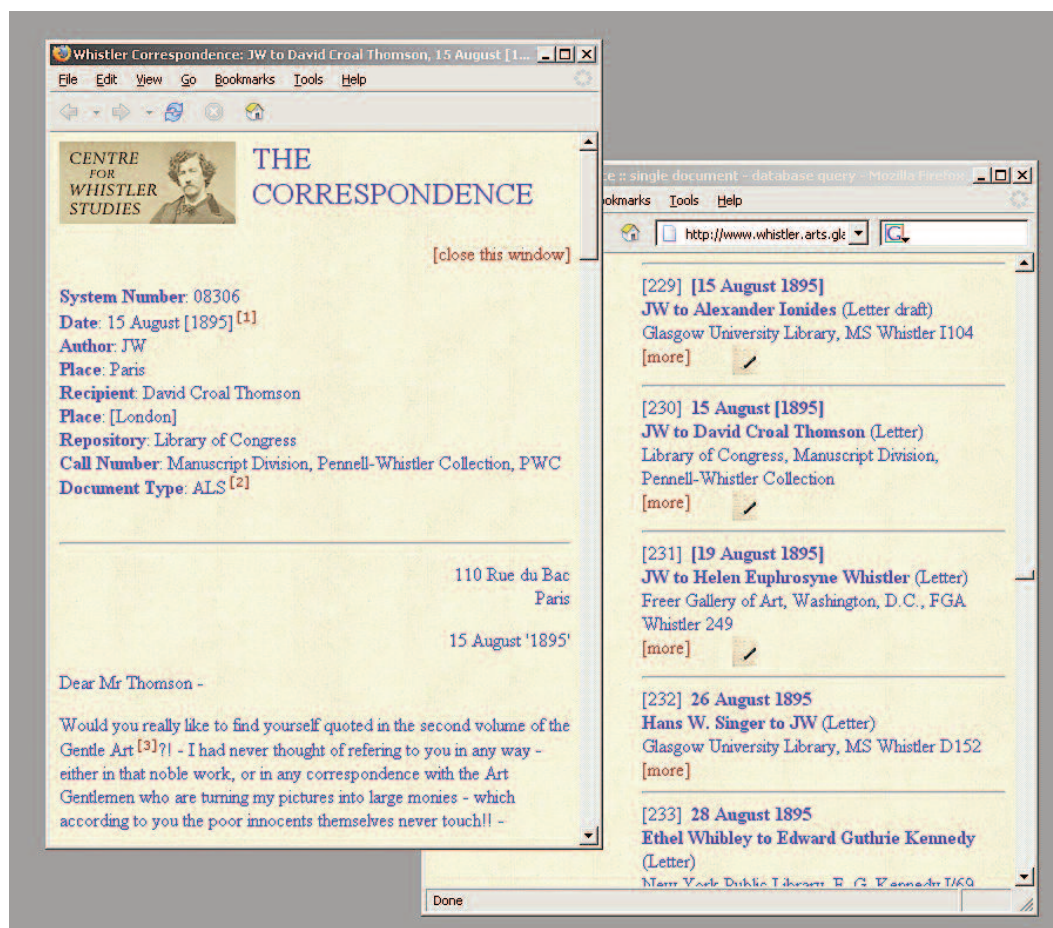 Whistler Correspondence: JW to David Croal Thomson, 15 August [1...
File Edit View Go Bookmarks Tools Help
CENTRE
FOR
WHISTLER
STUDIES
THE
CORRESPONDENCE
[close this window]
System Number: 08306
Date: 15 August [1895] [1]
Author: JW
Place: Paris
Recipient: David Croal Thomson
Place: [London]
Repository: Library of Congress
Call Number: Manuscript Division, Pennell-Whistler Collection, PWC
Document Type: ALS [2]
110 Rue du Bac
Paris
15 August '1895'
Dear Mr Thomson -
Would you really like to find yourself quoted in the second volume of the
Gentle Art [3]?! - I had never thought of refering to you in any way -
either in that noble work, or in any correspondence with the Art
Gentlemen who are turning my pictures into large monies - which
according to you the poor innocents themselves never touch!! -
ce :: single document - database query - Mozilla Firefox
okmarks Tools Help
http://www.whistler.arts.gla
G
[229] [15 August 1895]
JW to Alexander Ionides (Letter draft)
Glasgow University Library, MS Whistler I104
[more]
[230] 15 August [1895]
JW to David Croal Thomson (Letter)
Library of Congress, Manuscript Division,
Pennell-Whistler Collection
[more]
[231] [19 August 1895]
JW to Helen Euphrosyne Whistler (Letter)
Freer Gallery of Art, Washington, D.C., FGA
Whistler 249
[more]
[232] 26 August 1895
Hans W. Singer to JW (Letter)
Glasgow University Library, MS Whistler D152
[more]
[233] 28 August 1895
Ethel Whibley to Edward Guthrie Kennedy
(Letter)
New York Public Library, E. G. Kennedy I/69
Done